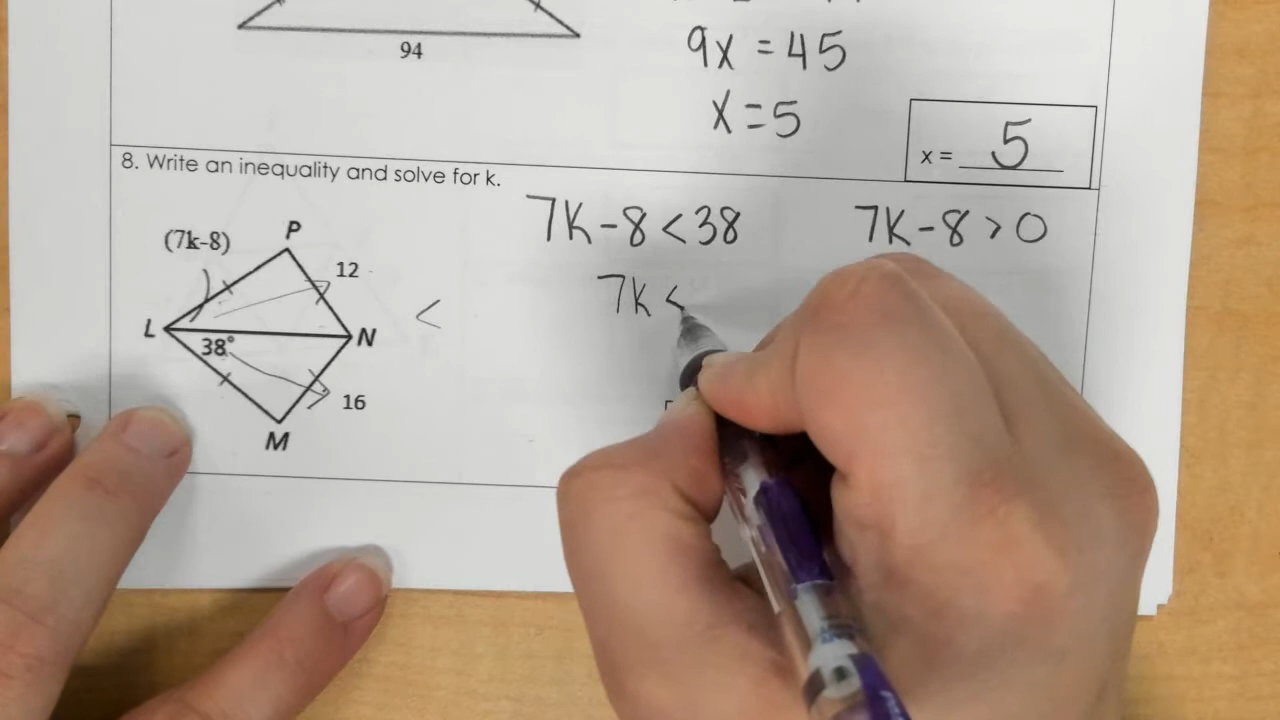 94
9x = 45
x = 5
x = 5
8. Write an inequality and solve for k.
7k - 8 < 38
7k - 8 > 0
(7k-8)
P
12
7k <
L
38°
N
<
16
M